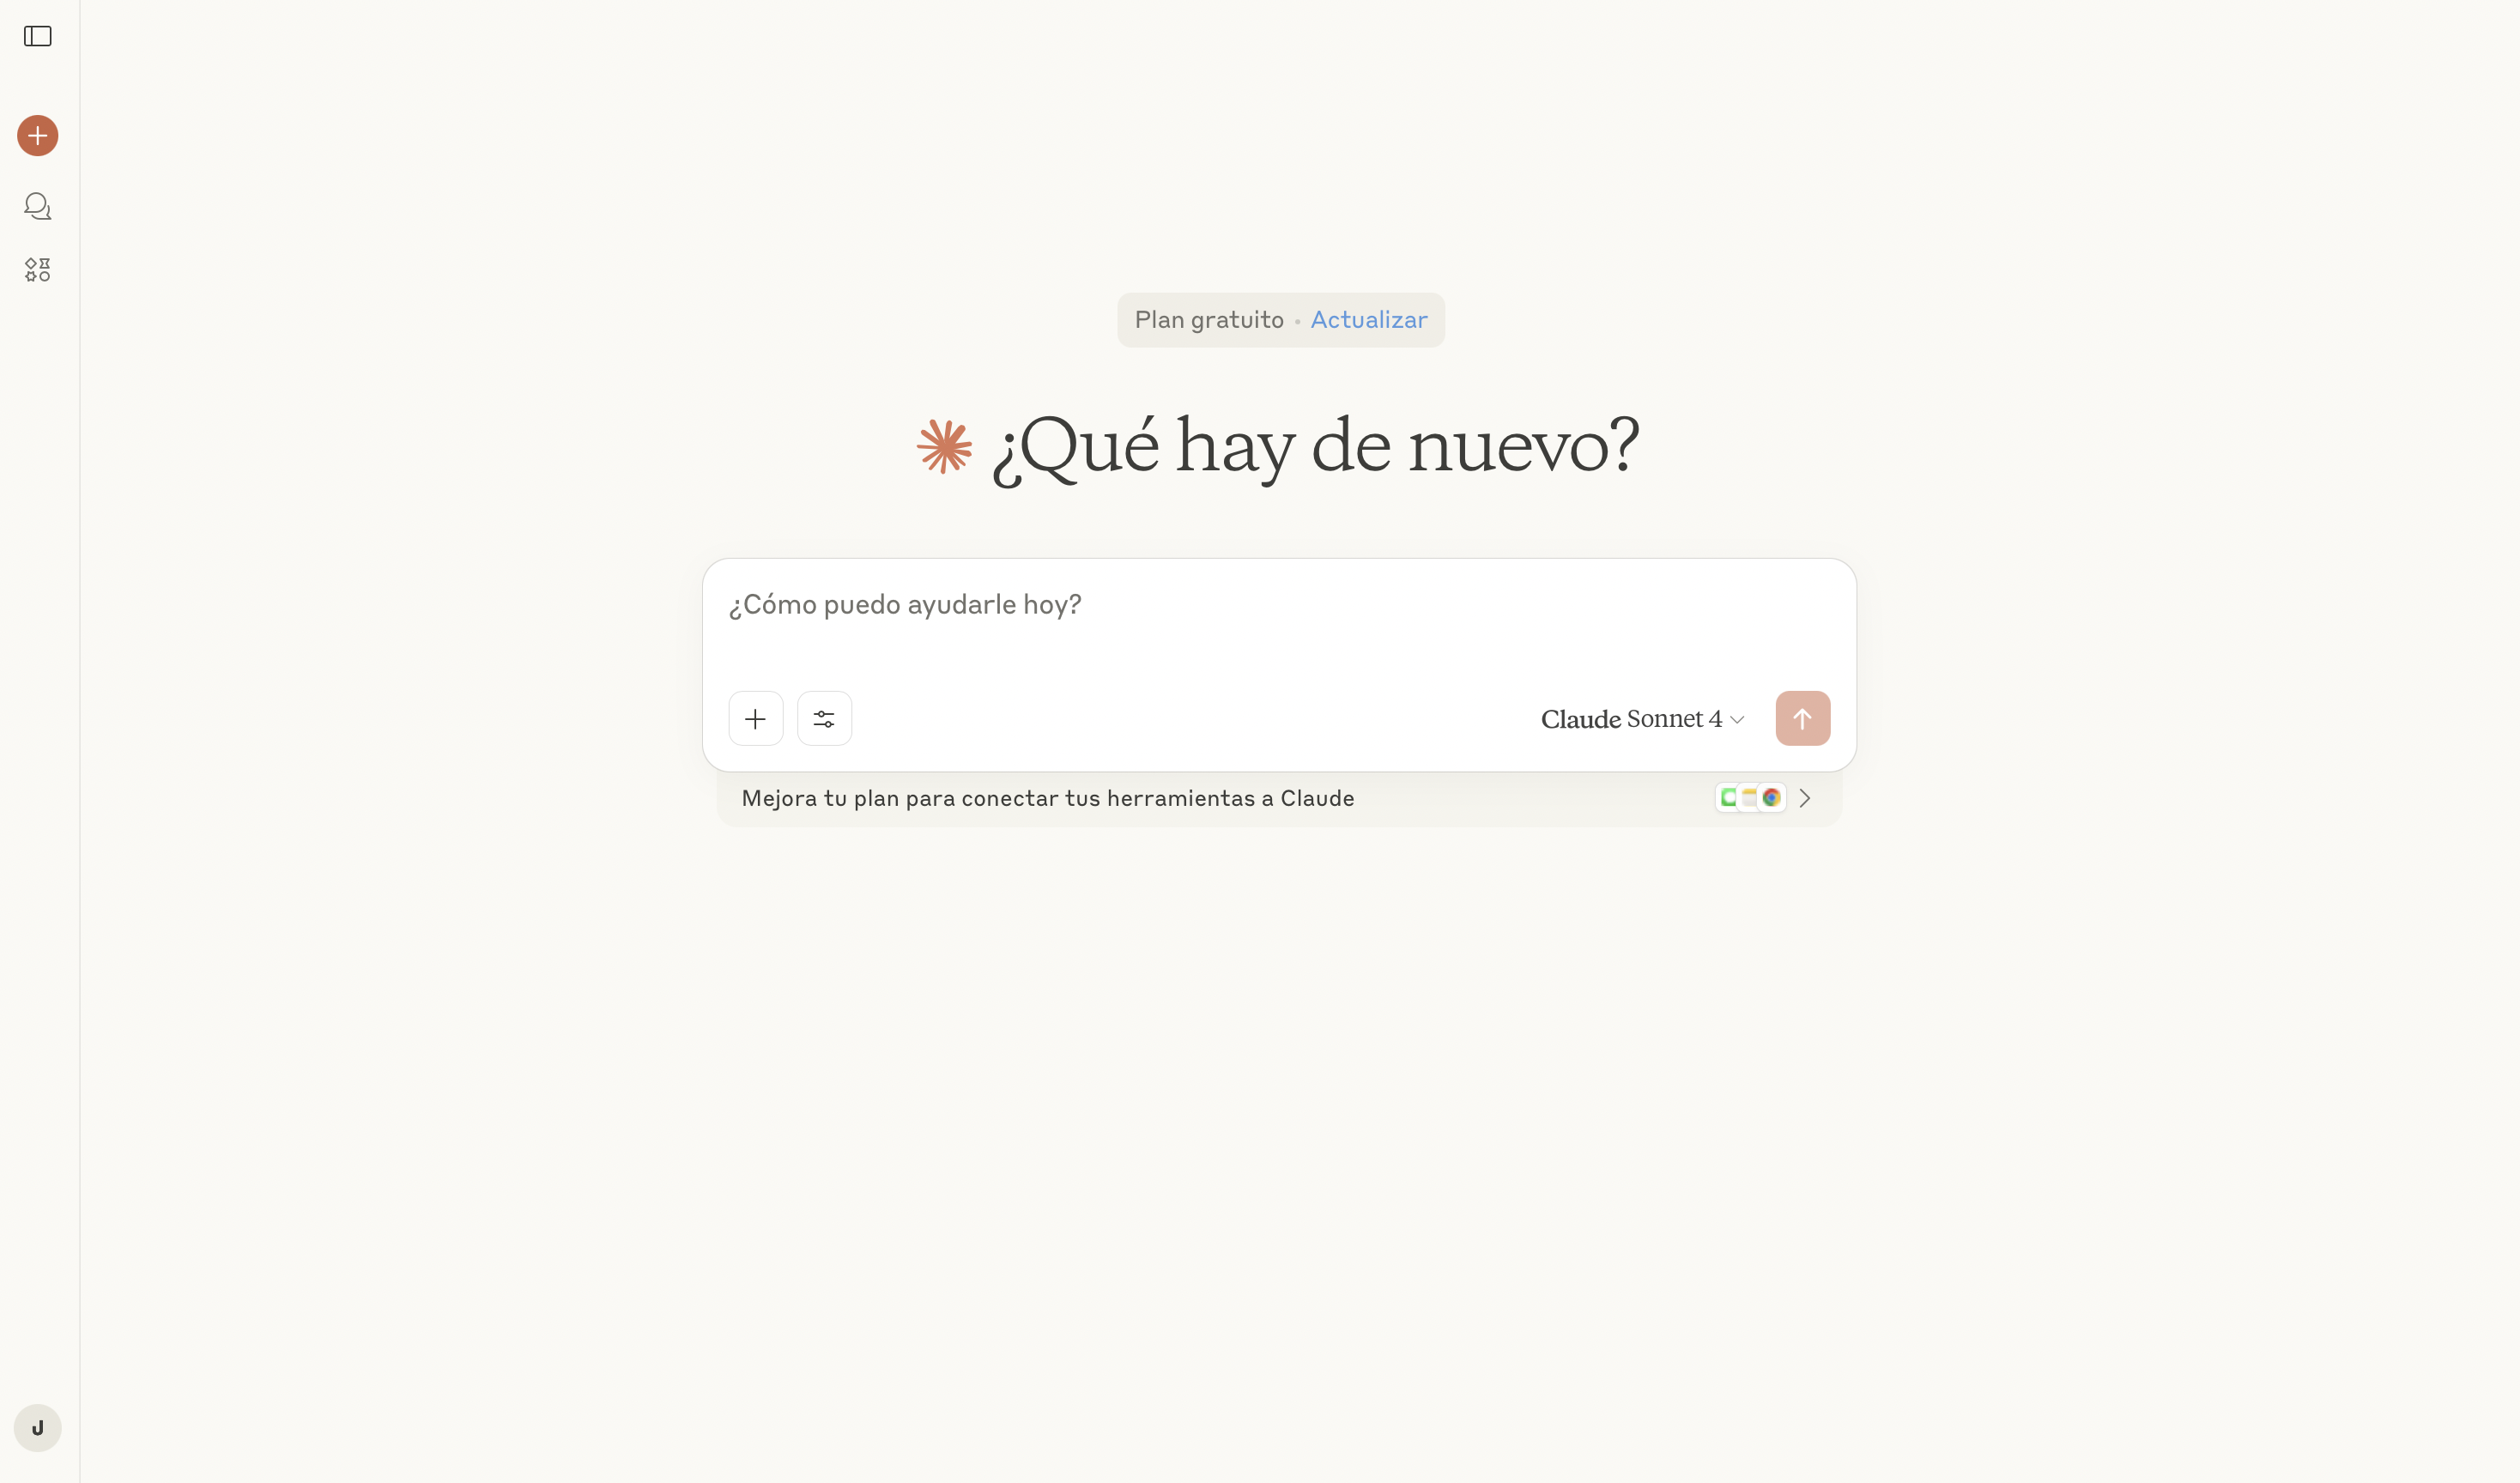 Plan gratuito • Actualizar
¿Qué hay de nuevo?
¿Cómo puedo ayudarle hoy?
Claude Sonnet 4
Mejora tu plan para conectar tus herramientas a Claude
J